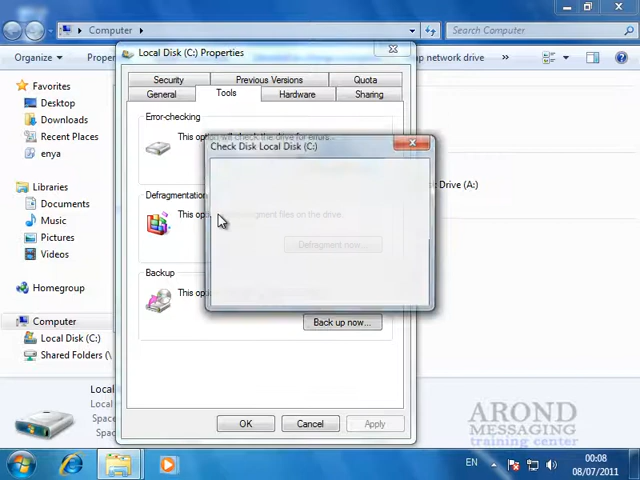 Computer
Search Computer
Organize
Proper
p network drive
»
Local Disk (C:) Properties
Security
Previous Versions
Quota
General
Tools
Hardware
Sharing
Favorites
Desktop
Downloads
Recent Places
enya
Libraries
Documents
Music
Pictures
Videos
Homegroup
Computer
Local Disk (C:)
Shared Folders (\
Error-checking
This option will check the drive for errors.
Check Disk Local Disk (C:)
Drive (A:)
Defragmentation
This opti
ragment files on the drive.
Defragment now...
Backup
This opti
Back up now...
OK
Cancel
Apply
Loca
Loca
Space
Space
AROND
MESSAGING
training center
EN
00:08
08/07/2011